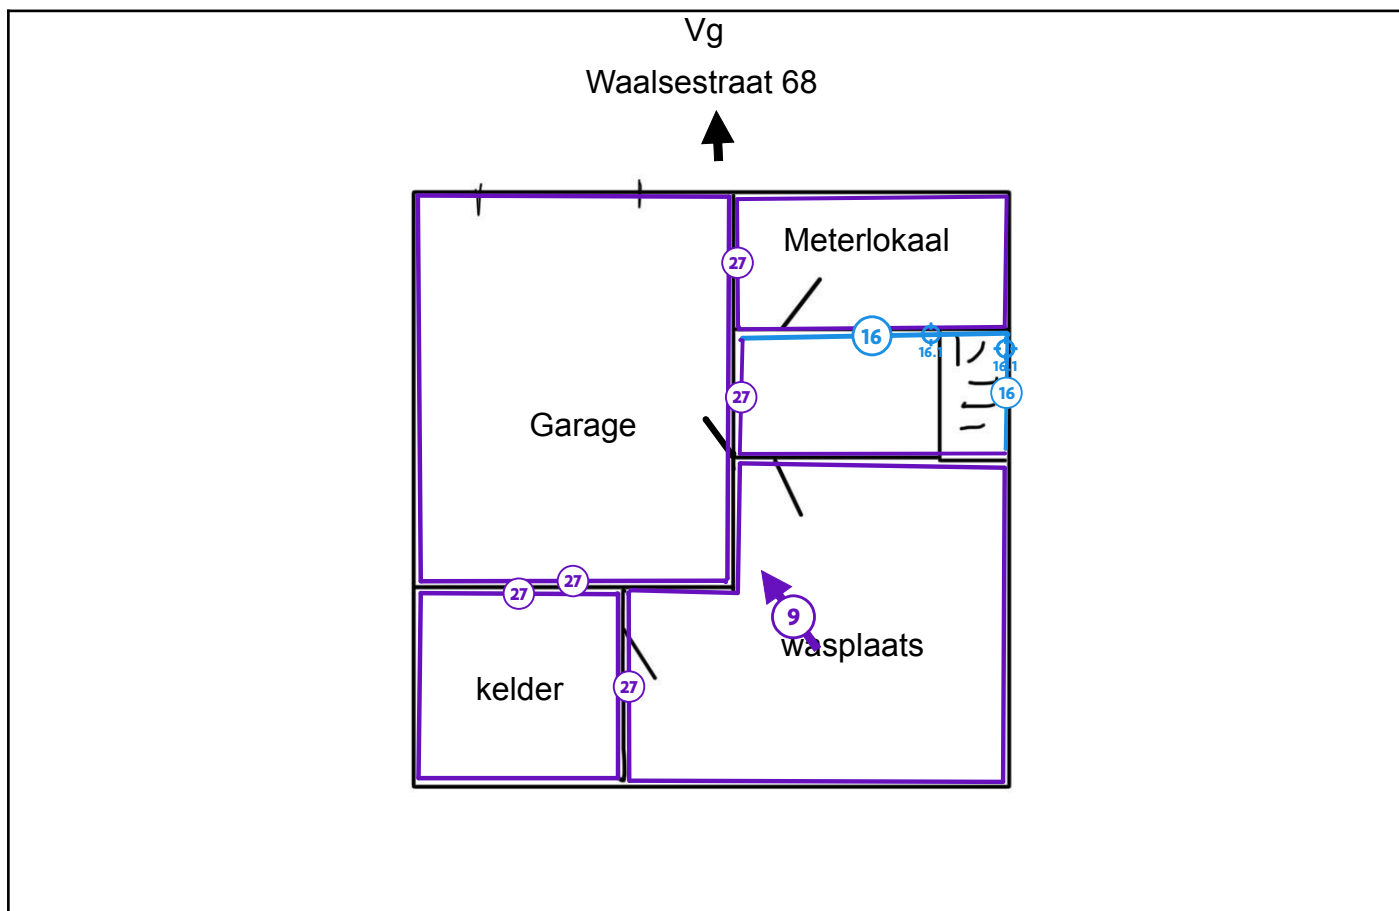 Vg
Waalsestraat 68
Meterlokaal
27
16
16.1
16.1
16
27
Garage
27
27
9
wasplaats
27
kelder